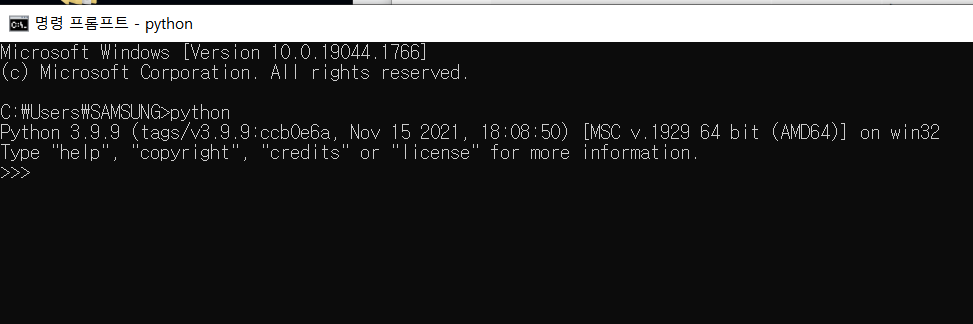 명령 프롬프트 - python
Microsoft Windows [Version 10.0.19044.1766]
(c) Microsoft Corporation. All rights reserved.
C:₩Users₩SAMSUNG>python
Python 3.9.9 (tags/v3.9.9:ccb0e6a, Nov 15 2021, 18:08:50) [MSC v.1929 64 bit (AMD64)] on win32
Type "help", "copyright", "credits" or "license" for more information.
>>>